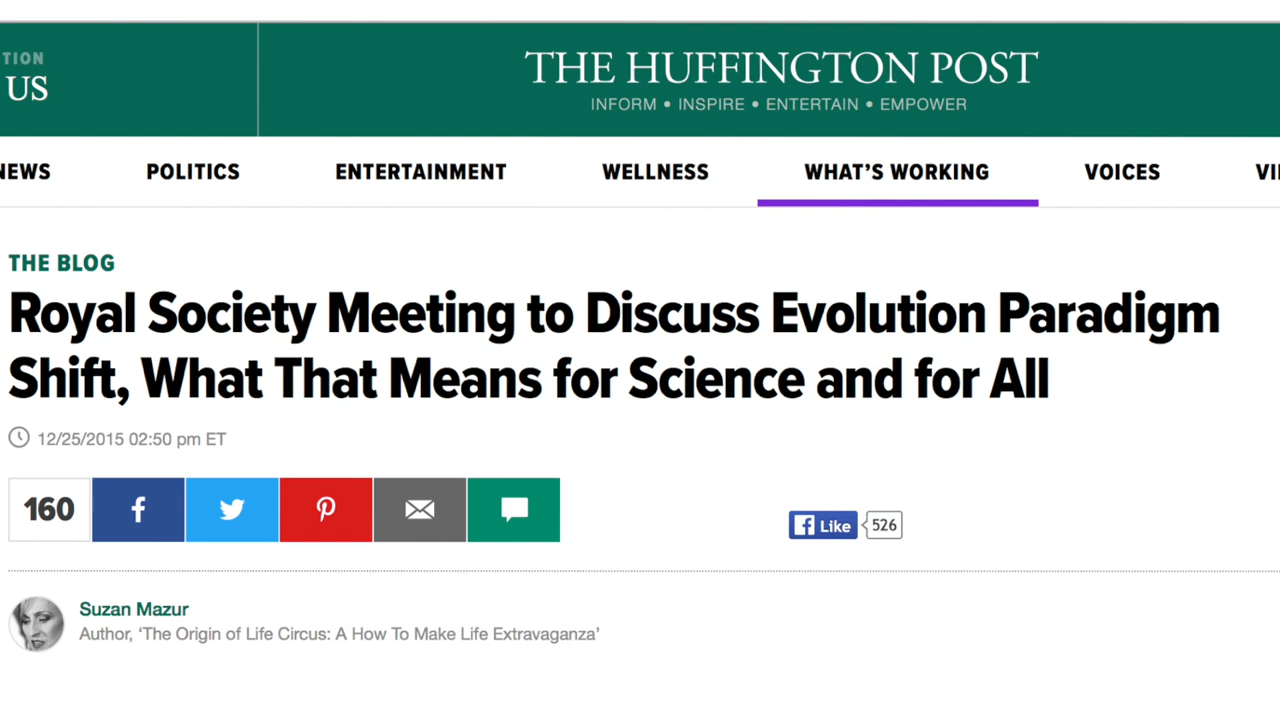 TION
US
THE HUFFINGTON POST
INFORM • INSPIRE • ENTERTAIN • EMPOWER
NEWS POLITICS ENTERTAINMENT WELLNESS WHAT'S WORKING VOICES
THE BLOG
Royal Society Meeting to Discuss Evolution Paradigm
Shift, What That Means for Science and for All
12/25/2015 02:50 pm ET
160
Like 526
Suzan Mazur
Author, ‘The Origin of Life Circus: A How To Make Life Extravaganza’